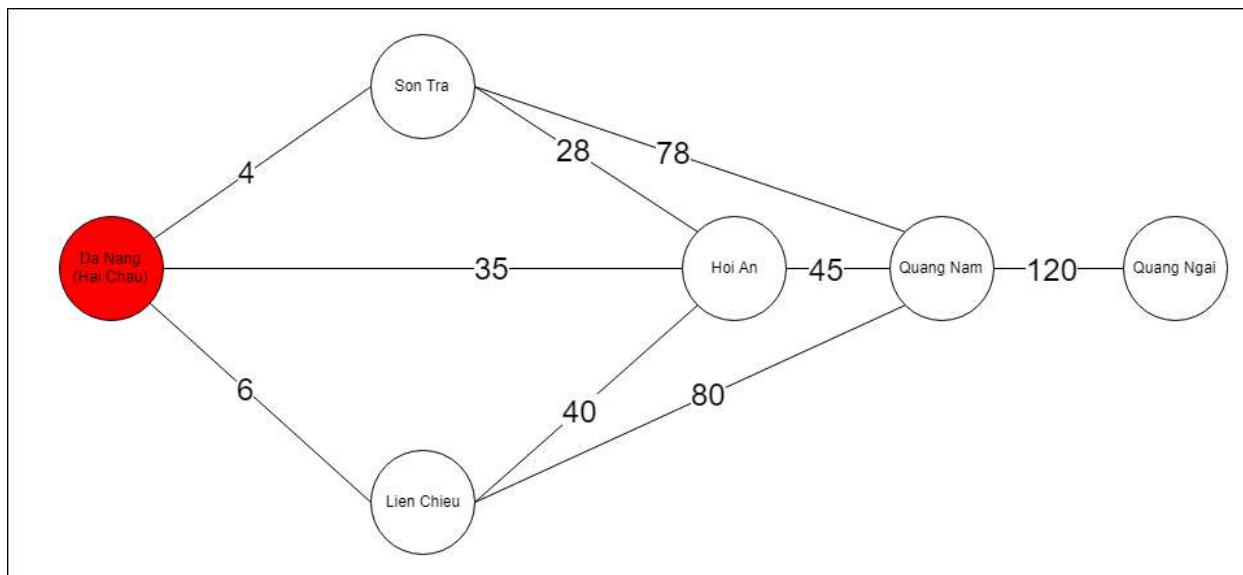 Son Tra
4
28
78
Da Nang
(Hai Chau)
35
Hoi An
45
Quang Nam
120
Quang Ngai
6
40
80
Lien Chieu